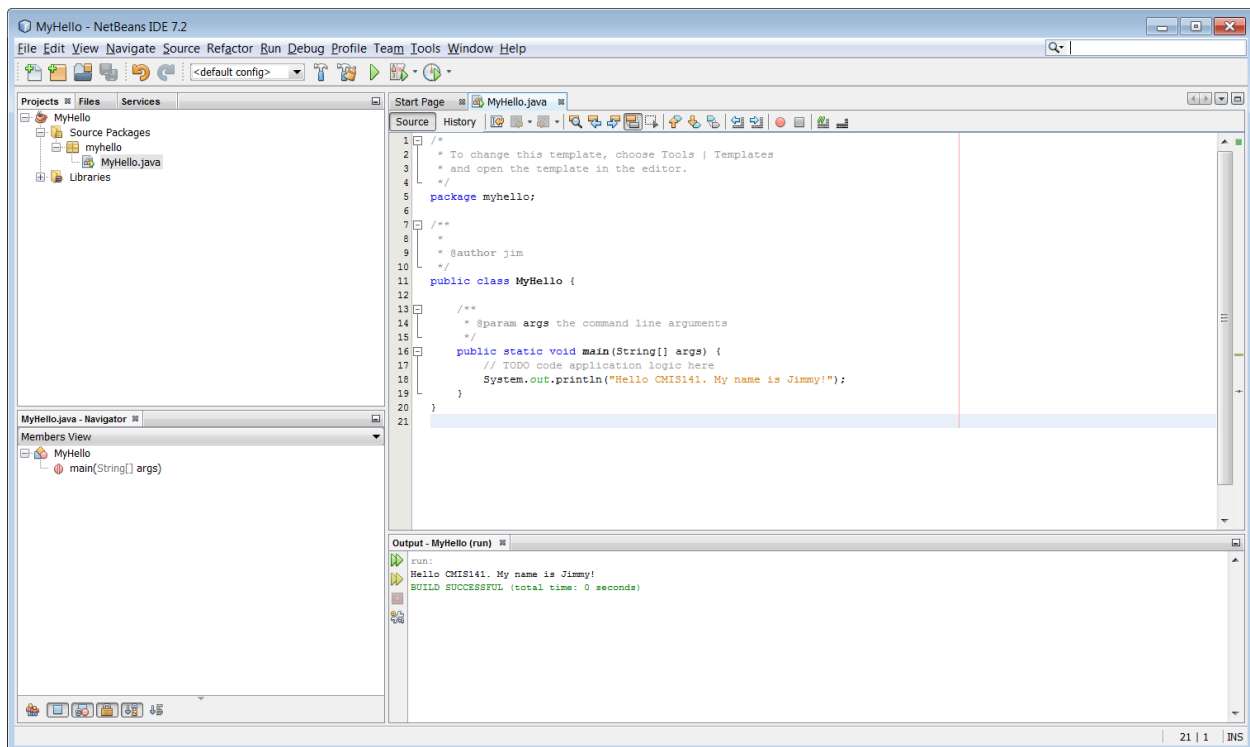 MyHello - NetBeans IDE 7.2
File Edit View Navigate Source Refactor Run Debug Profile Team Tools Window Help
<default config>
Projects Files Services
MyHello
Source Packages
myhello
MyHello.java
Libraries
Start Page MyHello.java
Source History
1 /*
2 * To change this template, choose Tools | Templates
3 * and open the template in the editor.
4 */
5 package myhello;
6
7 /**
8 *
9 * @author jim
10 */
11 public class MyHello {
12
13 /**
14 * @param args the command line arguments
15 */
16 public static void main(String[] args) {
17 // TODO code application logic here
18 System.out.println("Hello CMIS141. My name is Jimmy!");
19 }
20 }
21
MyHello.java - Navigator
Members View
MyHello
main(String[] args)
Output - MyHello (run)
run:
Hello CMIS141. My name is Jimmy!
BUILD SUCCESSFUL (total time: 0 seconds)
21 | 1 INS